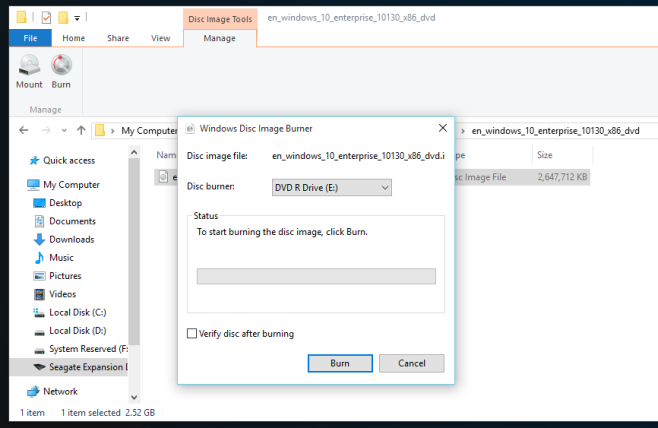 Disc Image Tools en_windows_10_enterprise_10130_x86_dvd
File Home Share View Manage
Mount Burn
Manage
My Computer en_windows_10_enterprise_10130_x86_dvd
Windows Disc Image Burner
Disc image file: en_windows_10_enterprise_10130_x86_dvd.i
Disc burner: DVD R Drive (E:)
Status
To start burning the disc image, click Burn.
Verify disc after burning
Burn Cancel
Size
Disc Image File 2,647,712 KB
Quick access
My Computer
Desktop
Documents
Downloads
Music
Pictures
Videos
Local Disk (C:)
Local Disk (D:)
System Reserved (F:
Seagate Expansion
Network
1 item 1 item selected 2.52 GB